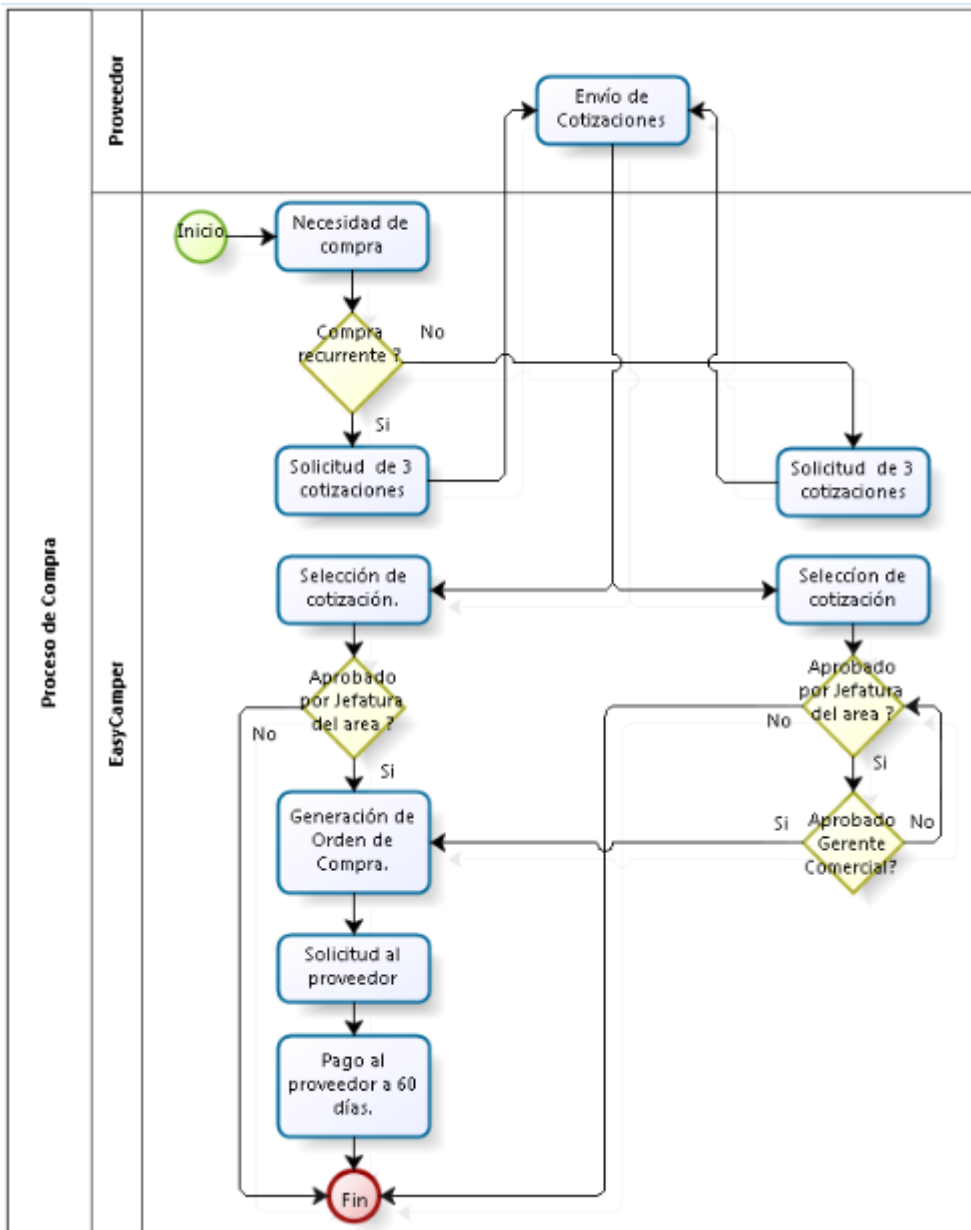 Proceso de Compra
Proveedor
Envío de
Cotizaciones
EasyCamper
Inicio
Necesidad de
compra
Compra
recurrente ?
No
Si
Solicitud de 3
cotizaciones
Solicitud de 3
cotizaciones
Selección de
cotización.
Seleccíon de
cotización
Aprobado
por Jefatura
del area ?
No
Si
Aprobado
por Jefatura
del area ?
No
Si
Generación de
Orden de
Compra.
Si
Aprobado
Gerente
Comercial?
No
Solicitud al
proveedor
Pago al
proveedor a 60
días.
Fin